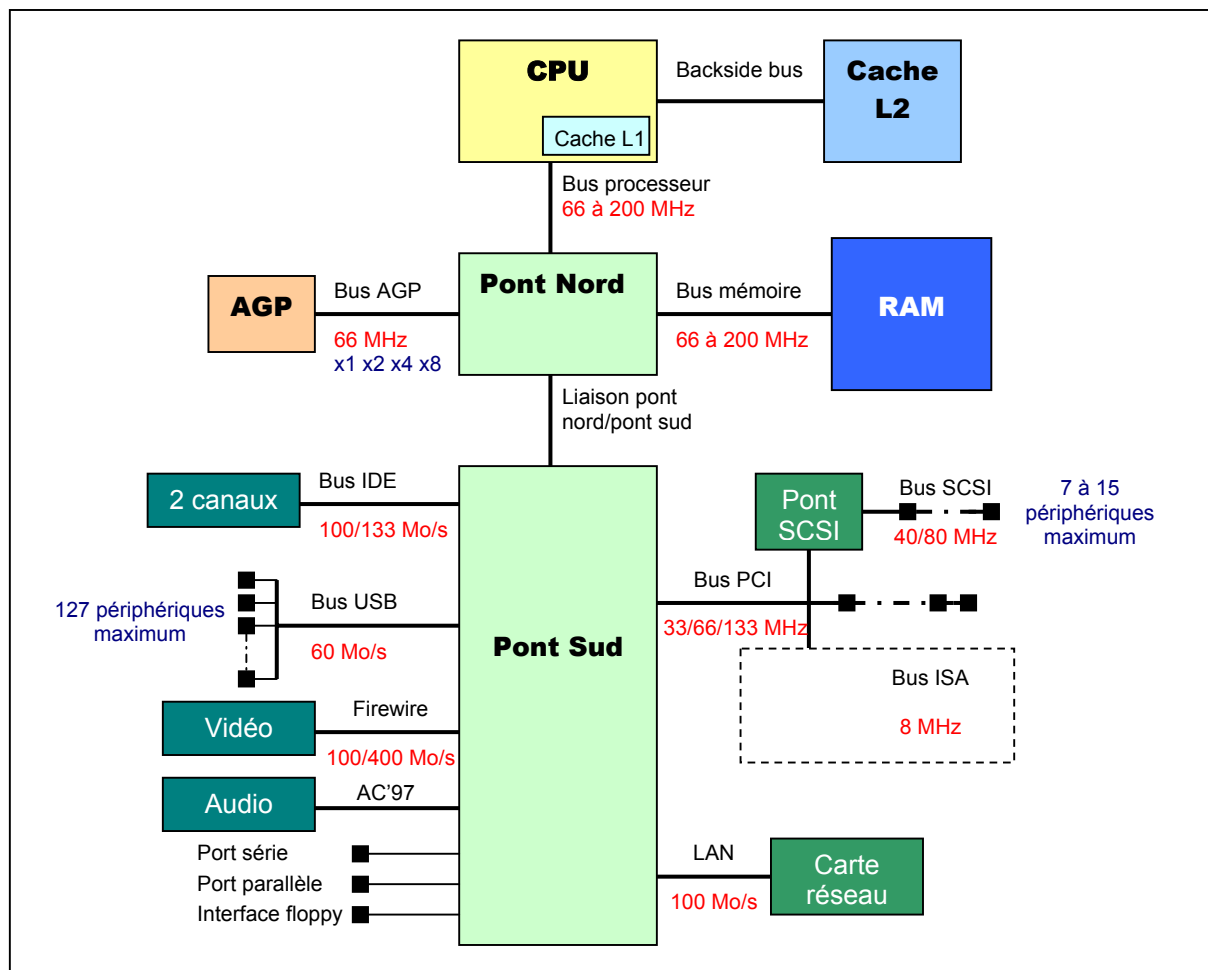 CPU
Cache L1
Backside bus
Cache
L2
Bus processeur
66 à 200 MHz
AGP
Bus AGP
66 MHz
x1 x2 x4 x8
Pont Nord
Bus mémoire
66 à 200 MHz
RAM
Liaison pont
nord/pont sud
2 canaux
Bus IDE
100/133 Mo/s
127 périphériques
maximum
Bus USB
60 Mo/s
Vidéo
Firewire
100/400 Mo/s
Audio
AC’97
Port série
Port parallèle
Interface floppy
Pont Sud
Pont
SCSI
Bus SCSI
40/80 MHz
7 à 15
périphériques
maximum
Bus PCI
33/66/133 MHz
Bus ISA
8 MHz
LAN
100 Mo/s
Carte
réseau